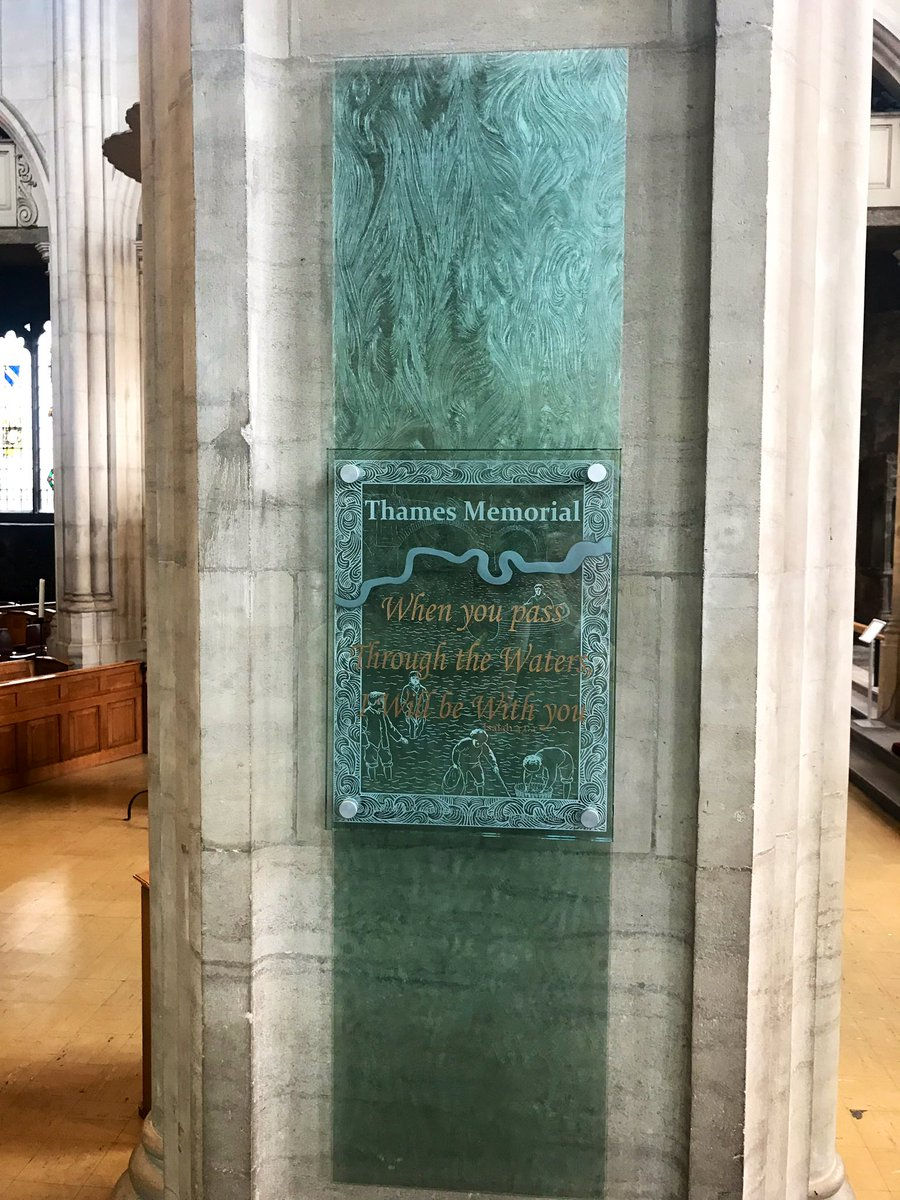 Thames Memorial
When you pass
Through the Waters,
I Will be With you